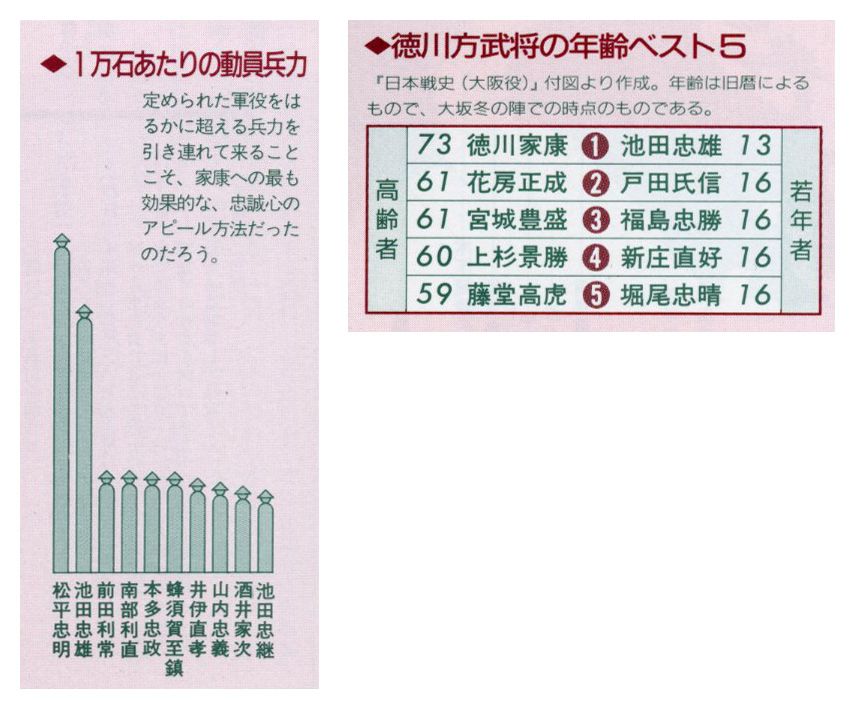 ◆1万石あたりの動員兵力
定められた軍役をは
るかに超える兵力を
引き連れて来ること
こそ、家康への最も
効果的な、忠誠心の
アピール方法だった
のだろう。
松平忠明
池田忠雄
前田利常
南部利直
本多忠政
蜂須賀至鎮
井伊直孝
山内忠義
酒井家次
池田忠継
◆徳川方武将の年齢ベスト5
『日本戦史(大阪役)』付図より作成。年齢は旧暦による
もので、大坂冬の陣での時点のものである。
高齢者
73 徳川家康 1 池田忠雄 13
61 花房正成 2 戸田氏信 16
61 宮城豊盛 3 福島忠勝 16
60 上杉景勝 4 新庄直好 16
59 藤堂高虎 5 堀尾忠晴 16
若年者